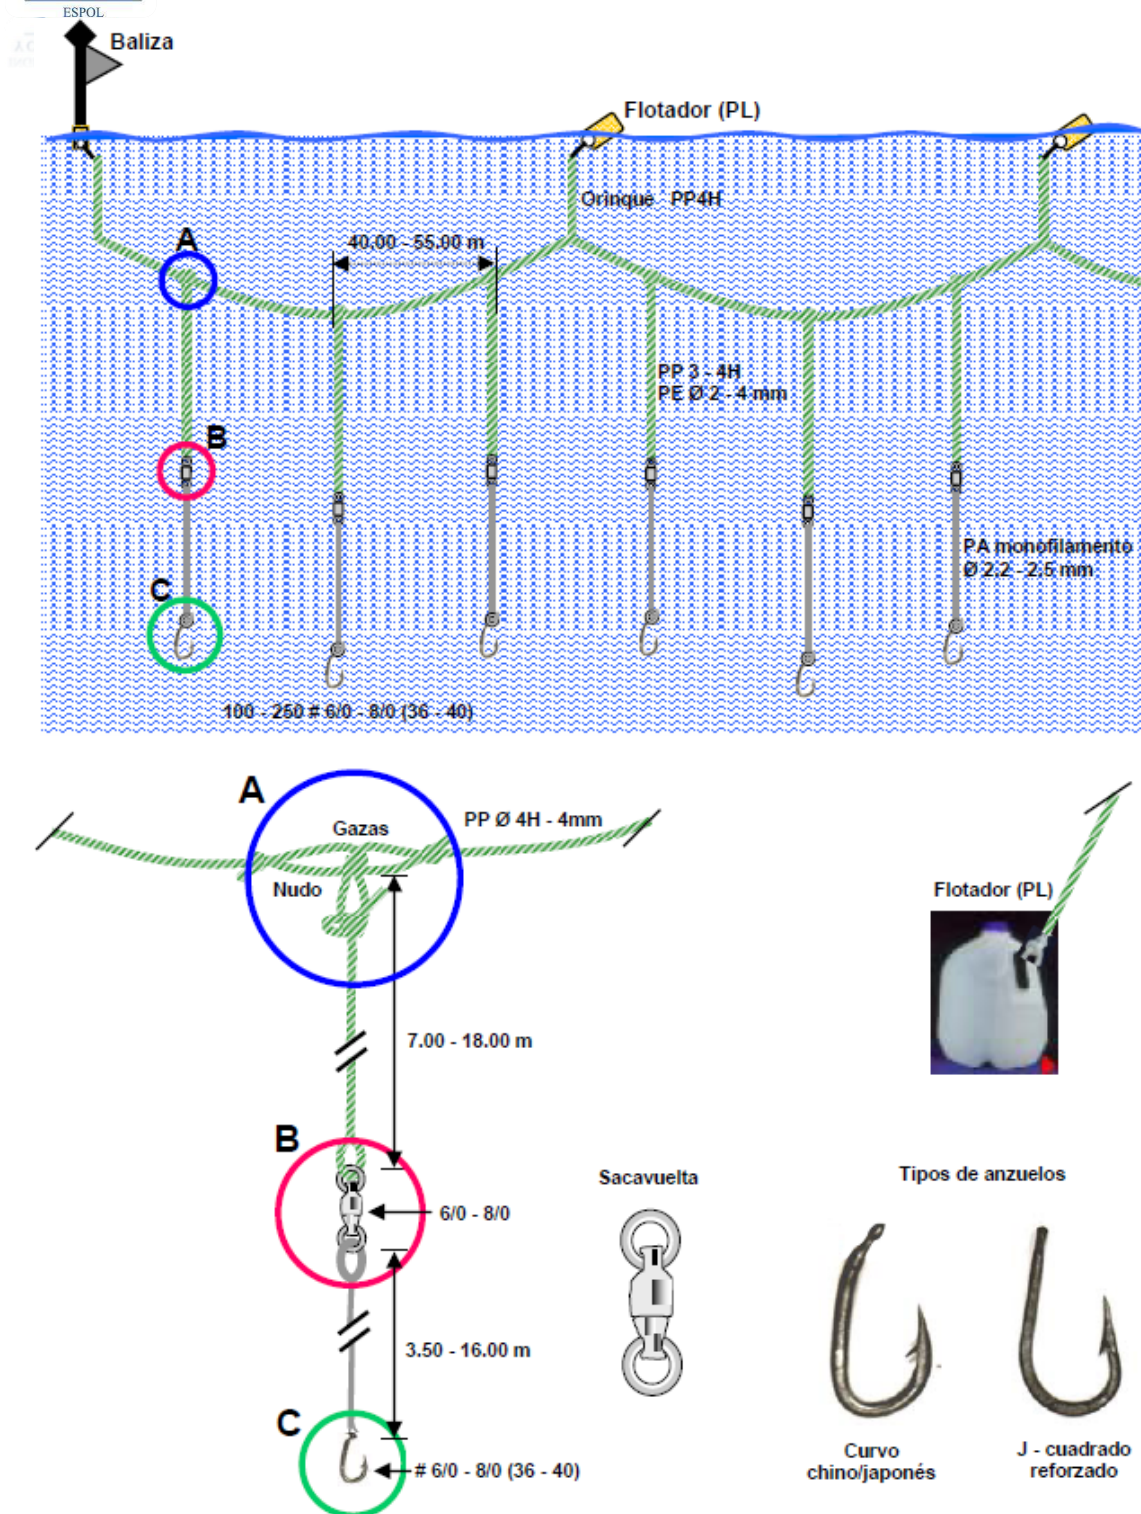 ESPOL
Baliza
Flotador (PL)
Orinque PP4H
A
40.00 - 55.00 m
PP 3 - 4H
PE Ø 2 - 4 mm
B
PA monofilamento
Ø 2.2 - 2.5 mm
C
100 - 250 # 6/0 - 8/0 (36 - 40)
A
PP Ø 4H - 4mm
Gazas
Nudo
Flotador (PL)
7.00 - 18.00 m
B
Sacavuelta
Tipos de anzuelos
6/0 - 8/0
3.50 - 16.00 m
C
# 6/0 - 8/0 (36 - 40)
Curvo
chino/japonés
J - cuadrado
reforzado